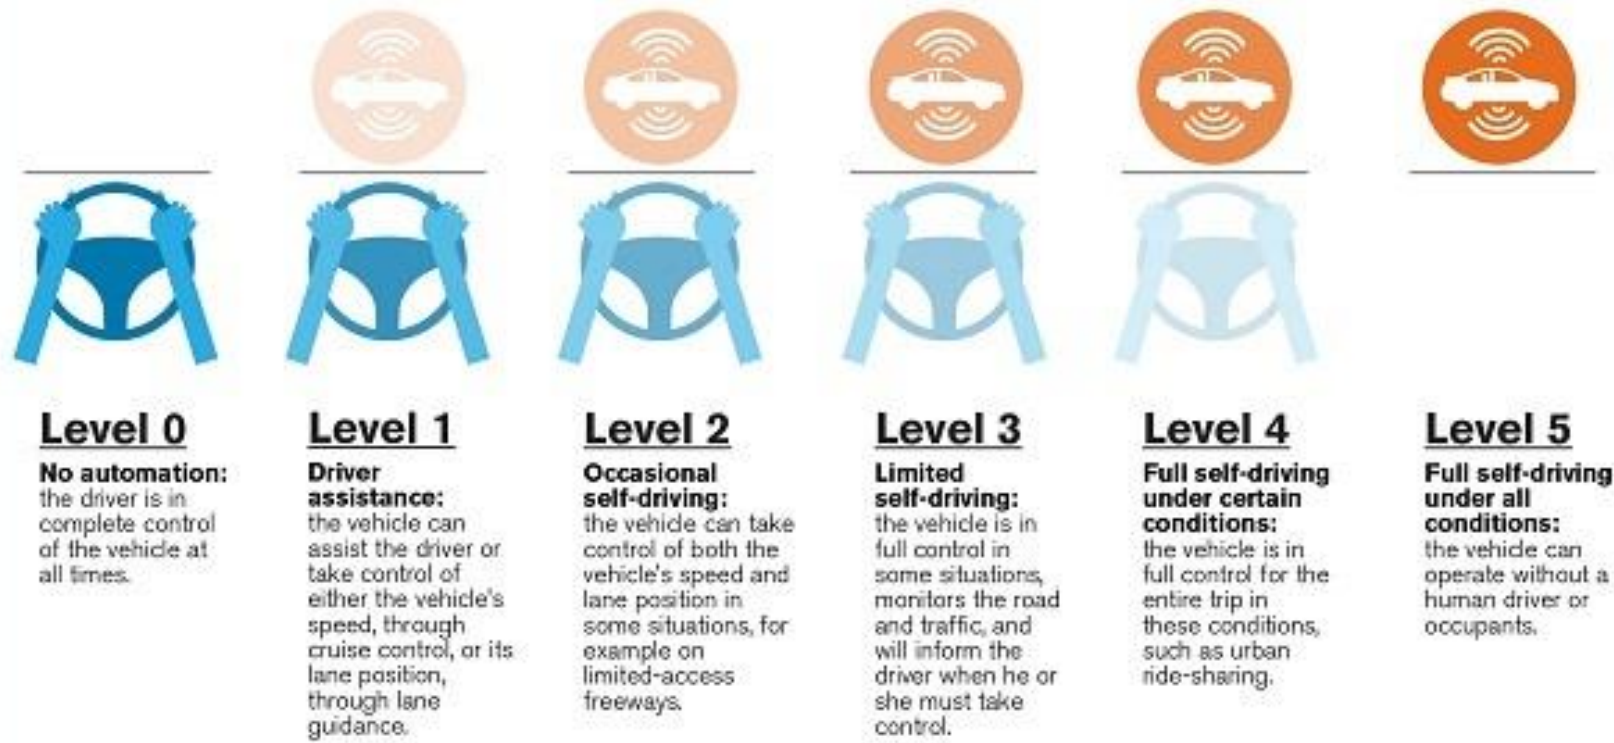 Level 0
No automation:
the driver is in
complete control
of the vehicle at
all times.
Level 1
Driver
assistance:
the vehicle can
assist the driver or
take control of
either the vehicle's
speed, through
cruise control, or its
lane position,
through lane
guidance.
Level 2
Occasional
self-driving:
the vehicle can take
control of both the
vehicle's speed and
lane position in
some situations, for
example on
limited-access
freeways.
Level 3
Limited
self-driving:
the vehicle is in
full control in
some situations,
monitors the road
and traffic, and
will inform the
driver when he or
she must take
control.
Level 4
Full self-driving
under certain
conditions:
the vehicle is in
full control for the
entire trip in
these conditions,
such as urban
ride-sharing.
Level 5
Full self-driving
under all
conditions:
the vehicle can
operate without a
human driver or
occupants.